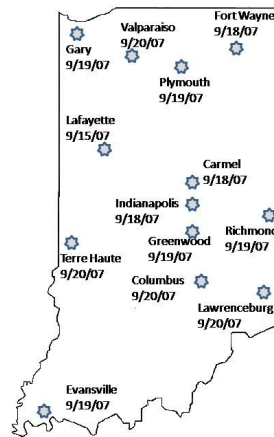 Fort Wayne
9/18/07
Valparaiso
9/20/07
Gary
9/19/07
Plymouth
9/19/07
Lafayette
9/15/07
Carmel
9/18/07
Indianapolis
9/18/07
Richmond
9/19/07
Greenwood
9/19/07
Terre Haute
9/20/07
Columbus
9/20/07
Lawrenceburg
9/20/07
Evansville
9/19/07